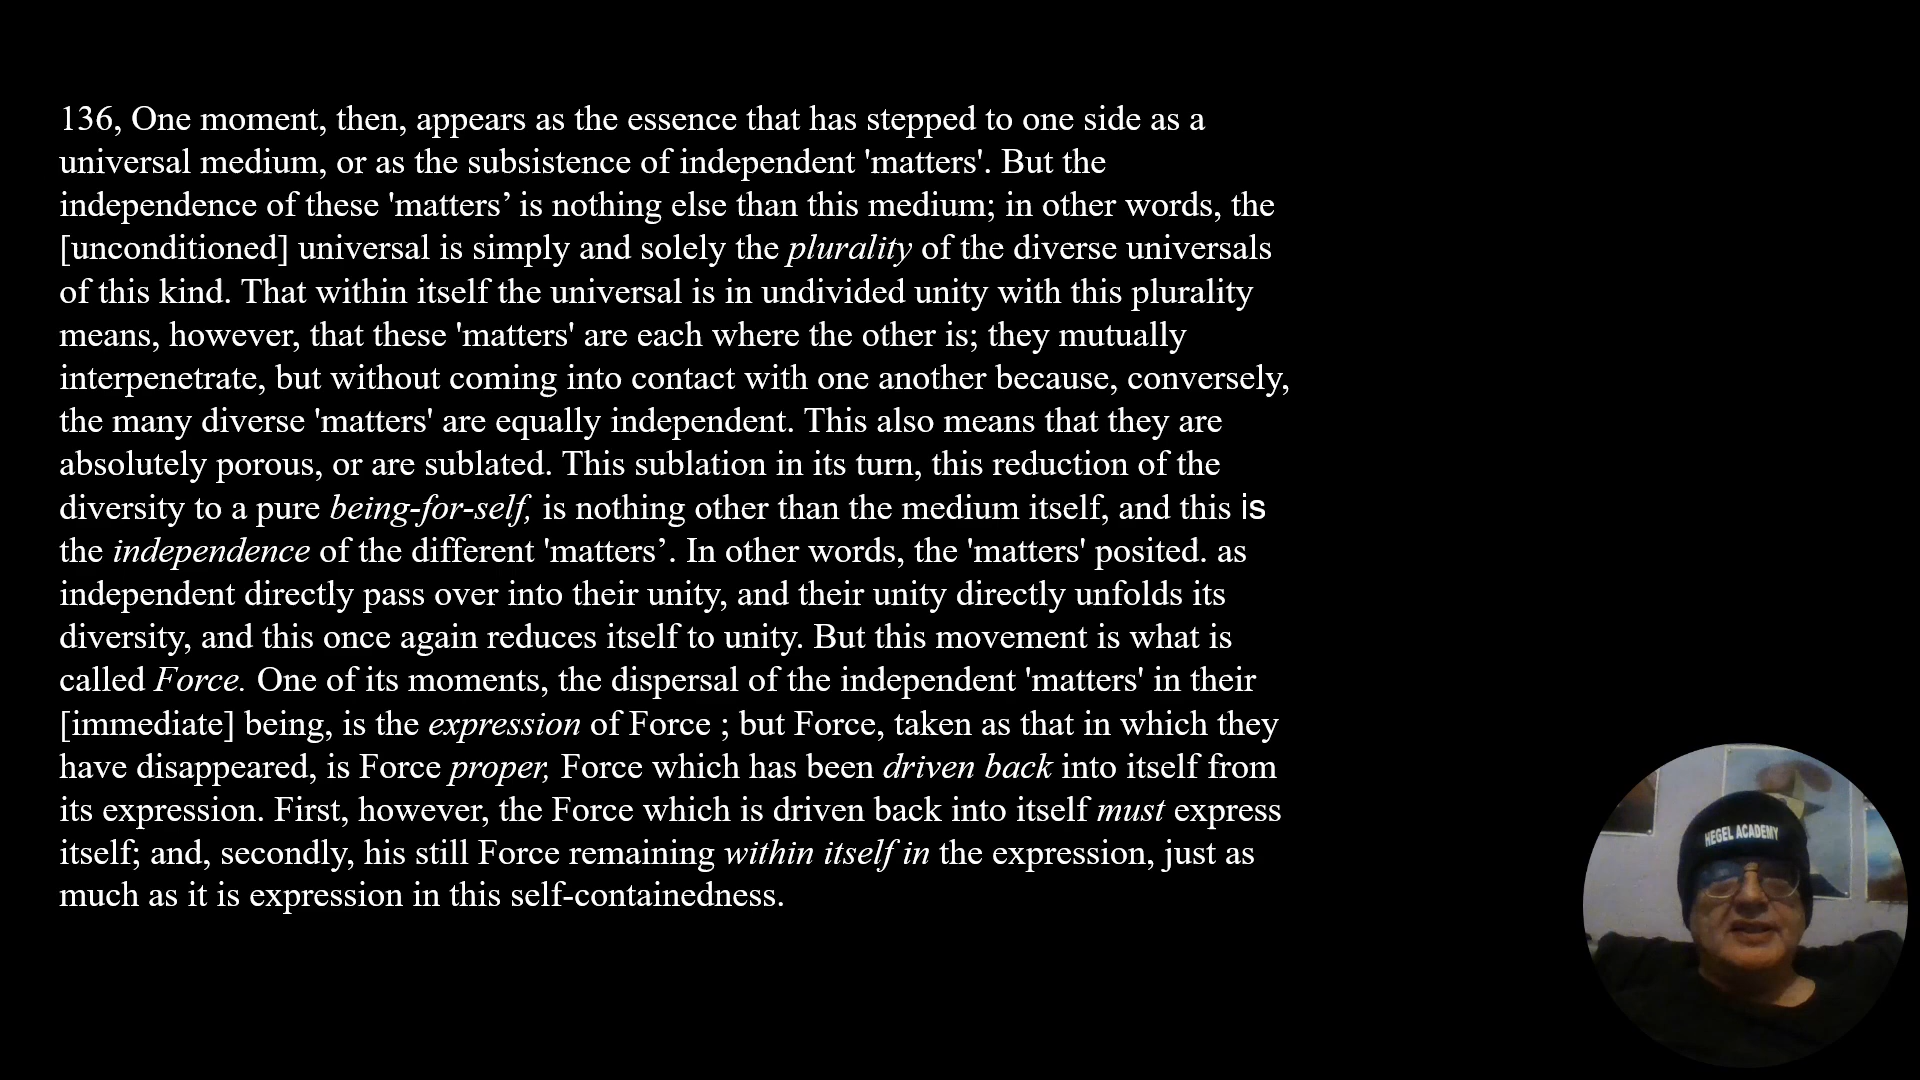 136, One moment, then, appears as the essence that has stepped to one side as a
universal medium, or as the subsistence of independent 'matters'. But the
independence of these 'matters’ is nothing else than this medium; in other words, the
[unconditioned] universal is simply and solely the plurality of the diverse universals
of this kind. That within itself the universal is in undivided unity with this plurality
means, however, that these 'matters' are each where the other is; they mutually
interpenetrate, but without coming into contact with one another because, conversely,
the many diverse 'matters' are equally independent. This also means that they are
absolutely porous, or are sublated. This sublation in its turn, this reduction of the
diversity to a pure being-for-self, is nothing other than the medium itself, and this is
the independence of the different 'matters’. In other words, the 'matters' posited. as
independent directly pass over into their unity, and their unity directly unfolds its
diversity, and this once again reduces itself to unity. But this movement is what is
called Force. One of its moments, the dispersal of the independent 'matters' in their
[immediate] being, is the expression of Force ; but Force, taken as that in which they
have disappeared, is Force proper, Force which has been driven back into itself from
its expression. First, however, the Force which is driven back into itself must express
itself; and, secondly, his still Force remaining within itself in the expression, just as
much as it is expression in this self-containedness.
HEGEL ACADEMY